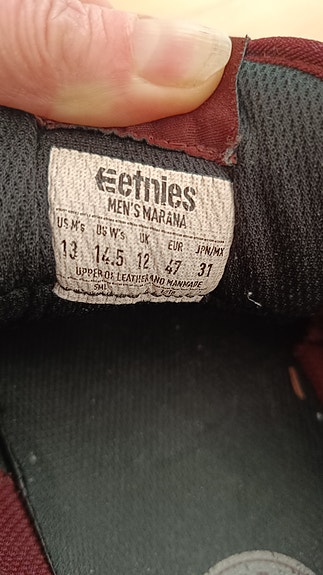 etnies
MEN'S MARANA
US M's US W's UK EUR JPN/MX
13 14.5 12 47 31
UPPER OF LEATHER AND MANMADE